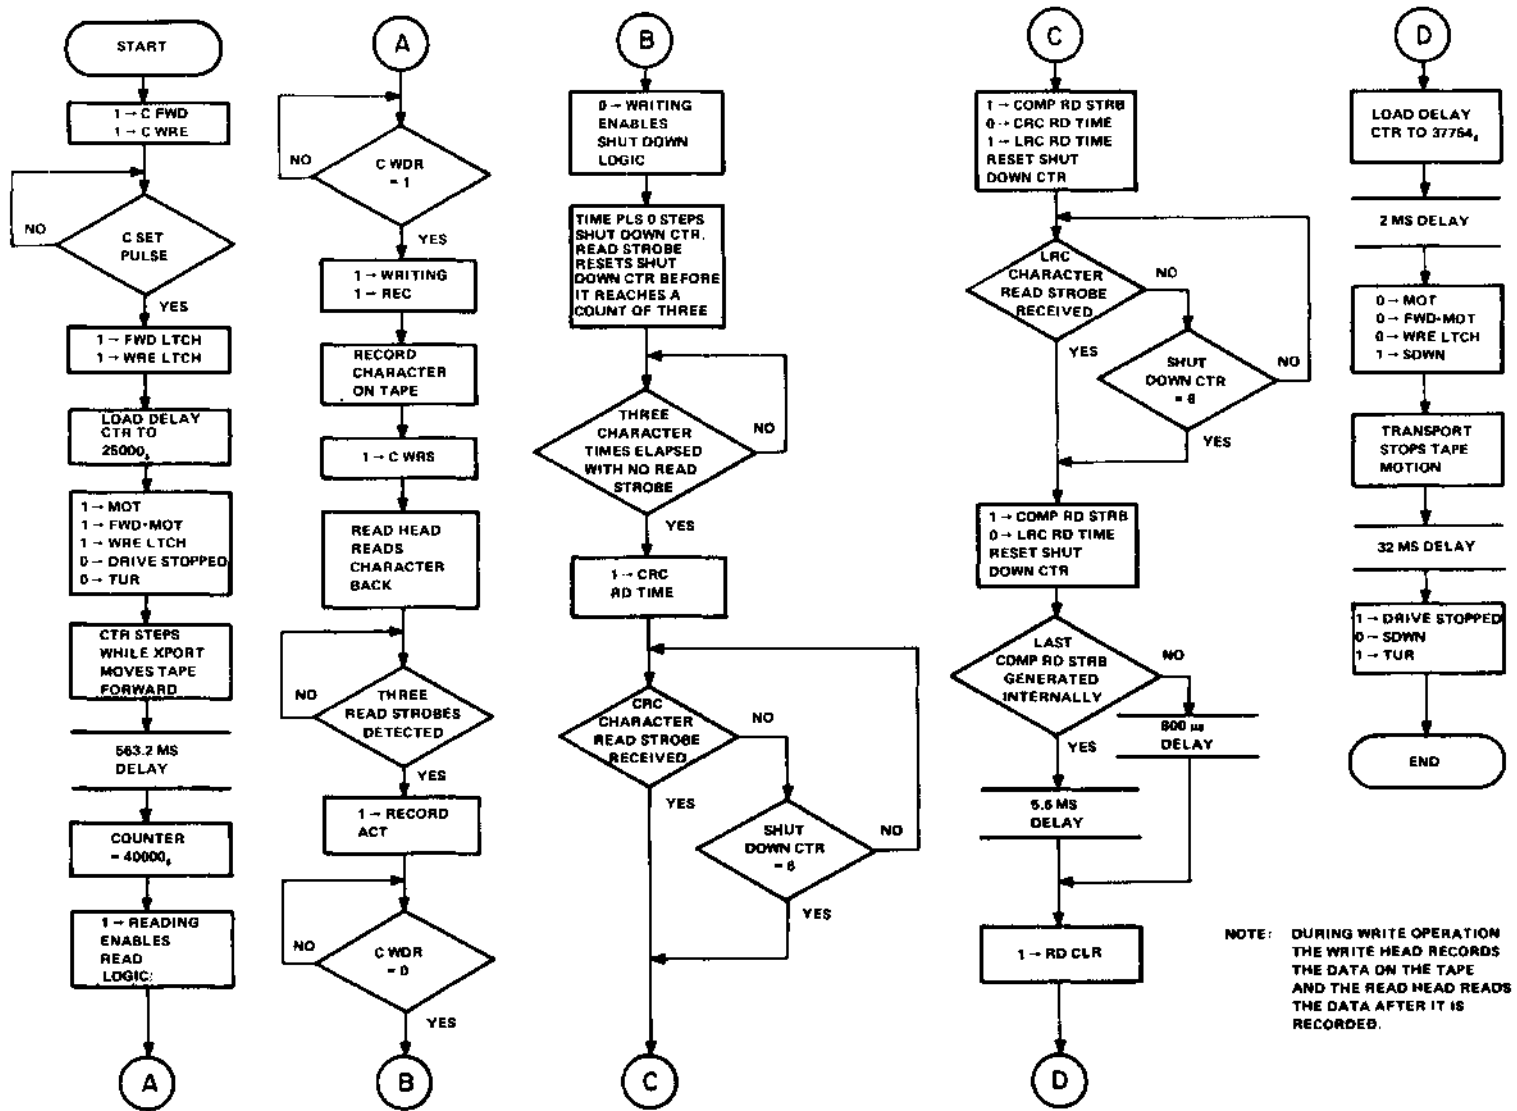 START
1 → C FWD
1 → C WRE
NO
C SET
PULSE
YES
1 → FWD LTCH
1 → WRE LTCH
LOAD DELAY
CTR TO
25000₈
1 → MOT
1 → FWD•MOT
1 → WRE LTCH
0 → DRIVE STOPPED
0 → TUR
CTR STEPS
WHILE XPORT
MOVES TAPE
FORWARD
563.2 MS
DELAY
COUNTER
= 40000₈
1 → READING
ENABLES
READ
LOGIC
A
A
NO
C WDR
= 1
YES
1 → WRITING
1 → REC
RECORD
CHARACTER
ON TAPE
1 → C WRS
READ HEAD
READS
CHARACTER
BACK
NO
THREE
READ STROBES
DETECTED
YES
1 → RECORD
ACT
NO
C WDR
= 0
YES
B
B
0 → WRITING
ENABLES
SHUT DOWN
LOGIC
TIME PLS 0 STEPS
SHUT DOWN CTR.
READ STROBE
RESETS SHUT
DOWN CTR BEFORE
IT REACHES A
COUNT OF THREE
THREE
CHARACTER
TIMES ELAPSED
WITH NO READ
STROBE
NO
YES
1 → CRC
RD TIME
CRC
CHARACTER
READ STROBE
RECEIVED
NO
YES
SHUT
DOWN CTR
= 6
NO
YES
C
C
1 → COMP RD STRB
0 → CRC RD TIME
1 → LRC RD TIME
RESET SHUT
DOWN CTR
LRC
CHARACTER
READ STROBE
RECEIVED
NO
YES
SHUT
DOWN CTR
NO
YES
1 → COMP RD STRB
0 → LRC RD TIME
RESET SHUT
DOWN CTR
LAST
COMP RD STRB
GENERATED
INTERNALLY
NO
YES
800 µs
DELAY
DELAY
1 → RD CLR
D
D
LOAD DELAY
CTR TO 37754₈
2 MS DELAY
0 → MOT
0 → FWD•MOT
0 → WRE LTCH
1 → SDWN
TRANSPORT
STOPS TAPE
MOTION
32 MS DELAY
1 → DRIVE STOPPED
0 → SDWN
1 → TUR
END
NOTE: DURING WRITE OPERATION
THE WRITE HEAD RECORDS
THE DATA ON THE TAPE
AND THE READ HEAD READS
THE DATA AFTER IT IS
RECORDED.